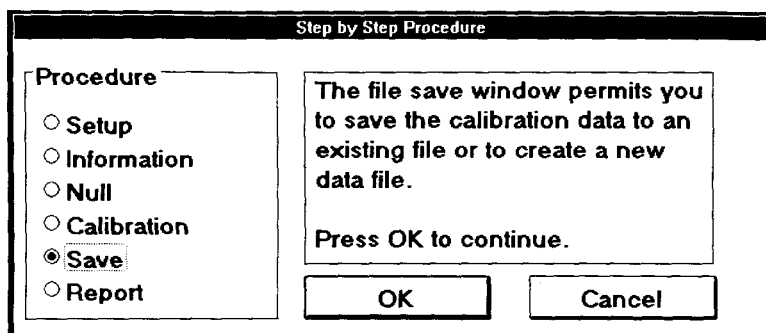 Step by Step Procedure
Procedure
Setup
Information
Null
Calibration
Save
Report
The file save window permits you
to save the calibration data to an
existing file or to create a new
data file.
Press OK to continue.
OK
Cancel